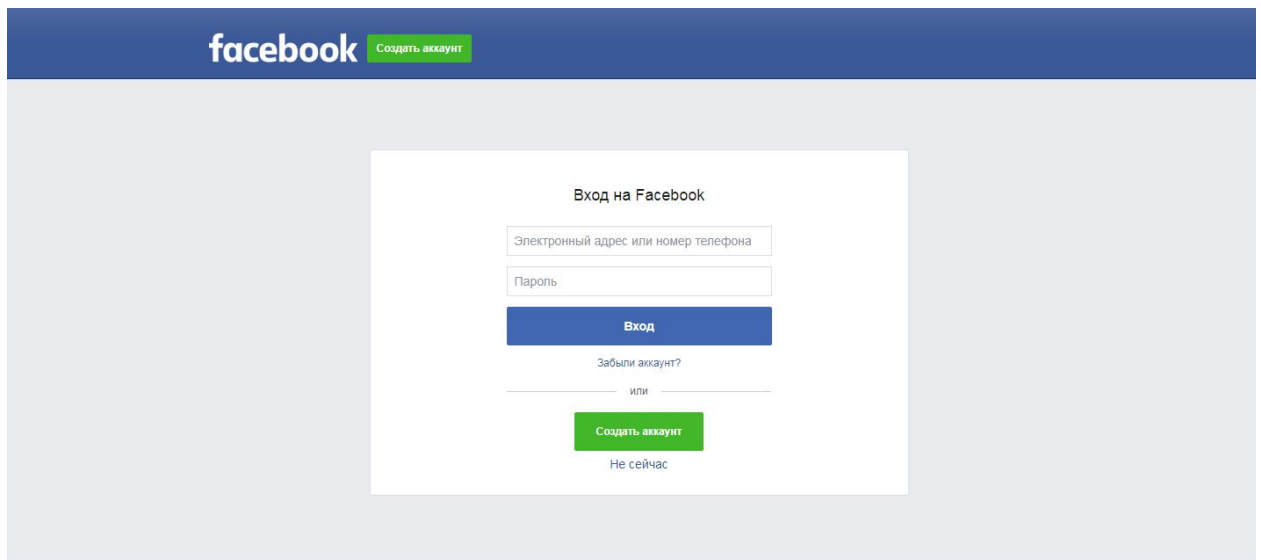 facebook Создать аккаунт
Вход на Facebook
Электронный адрес или номер телефона
Пароль
Вход
Забыли аккаунт?
или
Создать аккаунт
Не сейчас